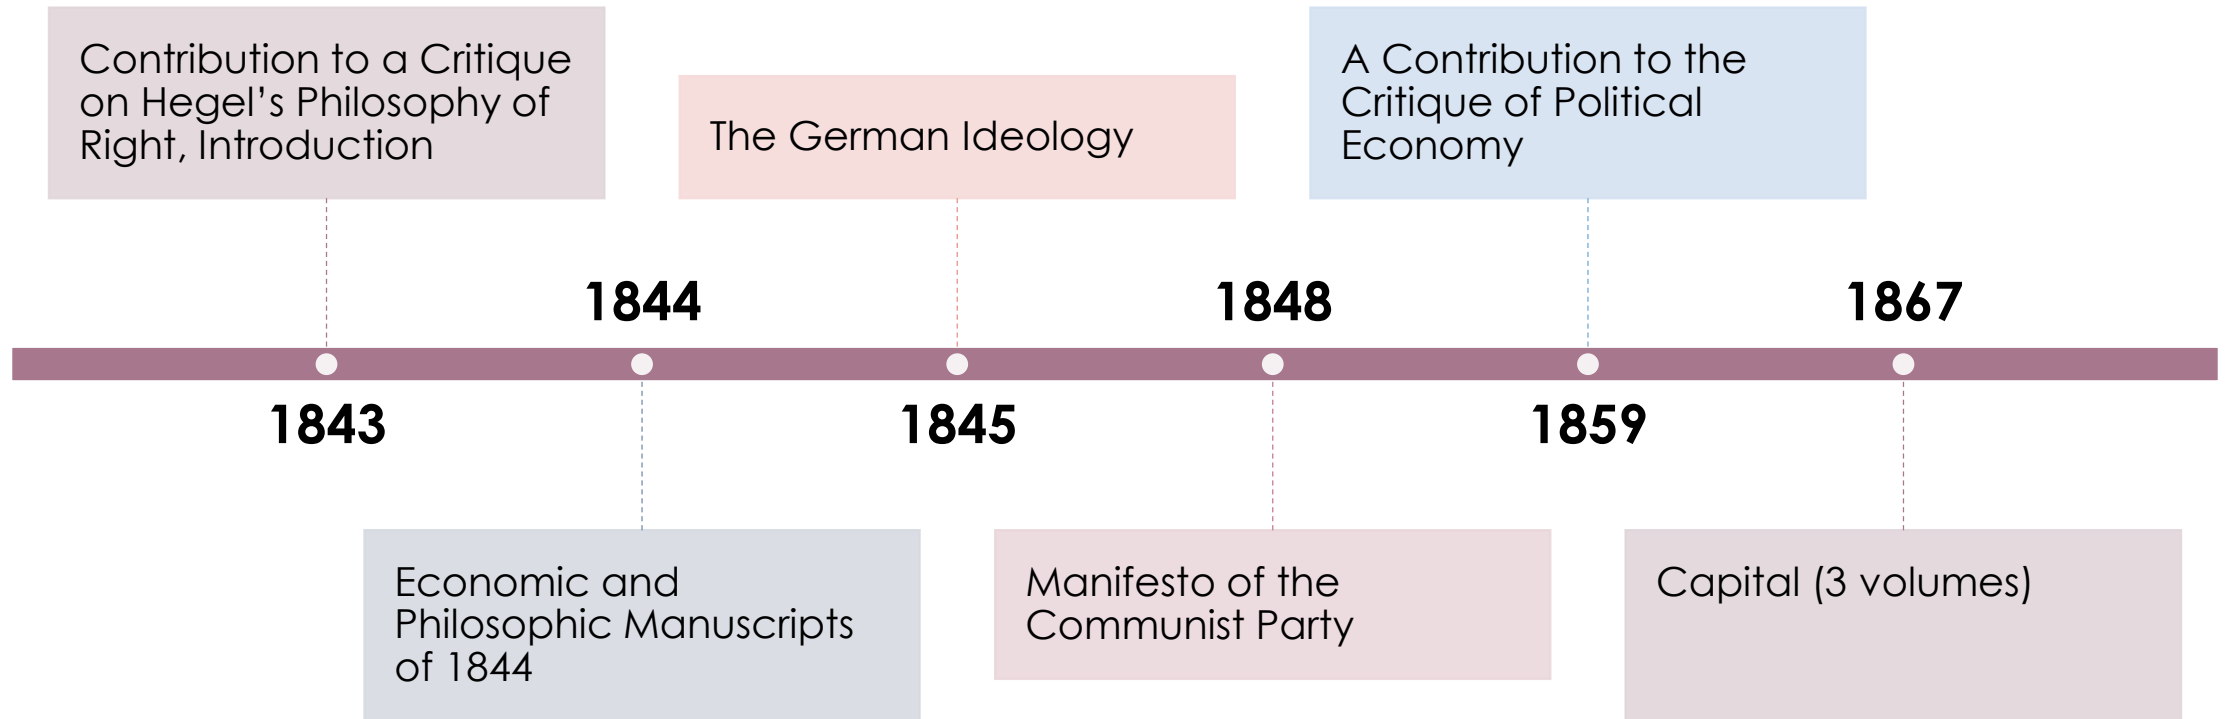 Contribution to a Critique
on Hegel’s Philosophy of
Right, Introduction
The German Ideology
A Contribution to the
Critique of Political
Economy
1844
1848
1867
1843
1845
1859
Economic and
Philosophic Manuscripts
of 1844
Manifesto of the
Communist Party
Capital (3 volumes)